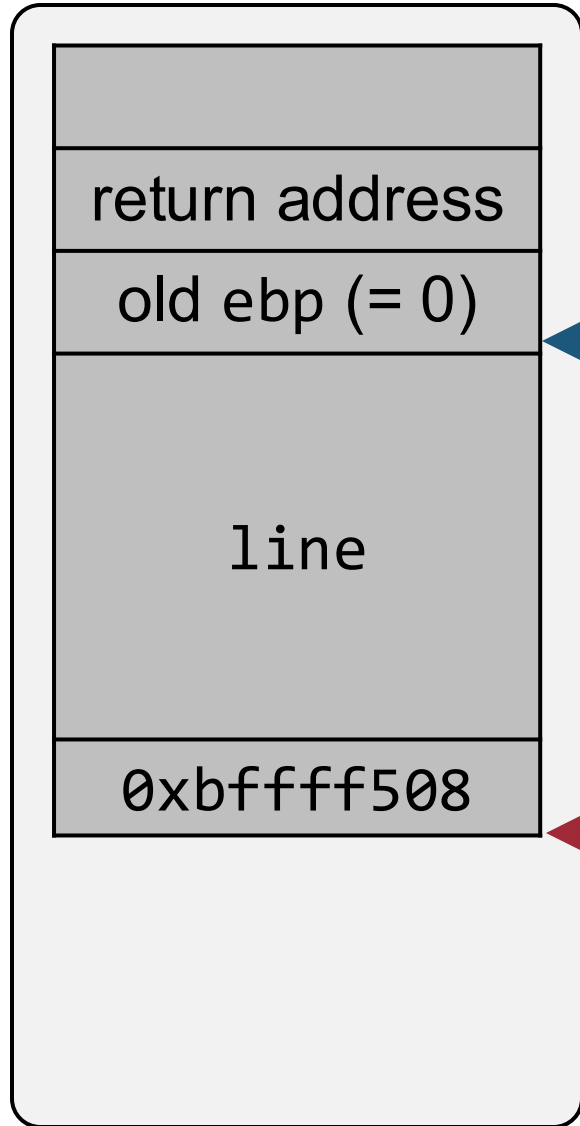 return address
old ebp (= 0)
line
0xbffff508